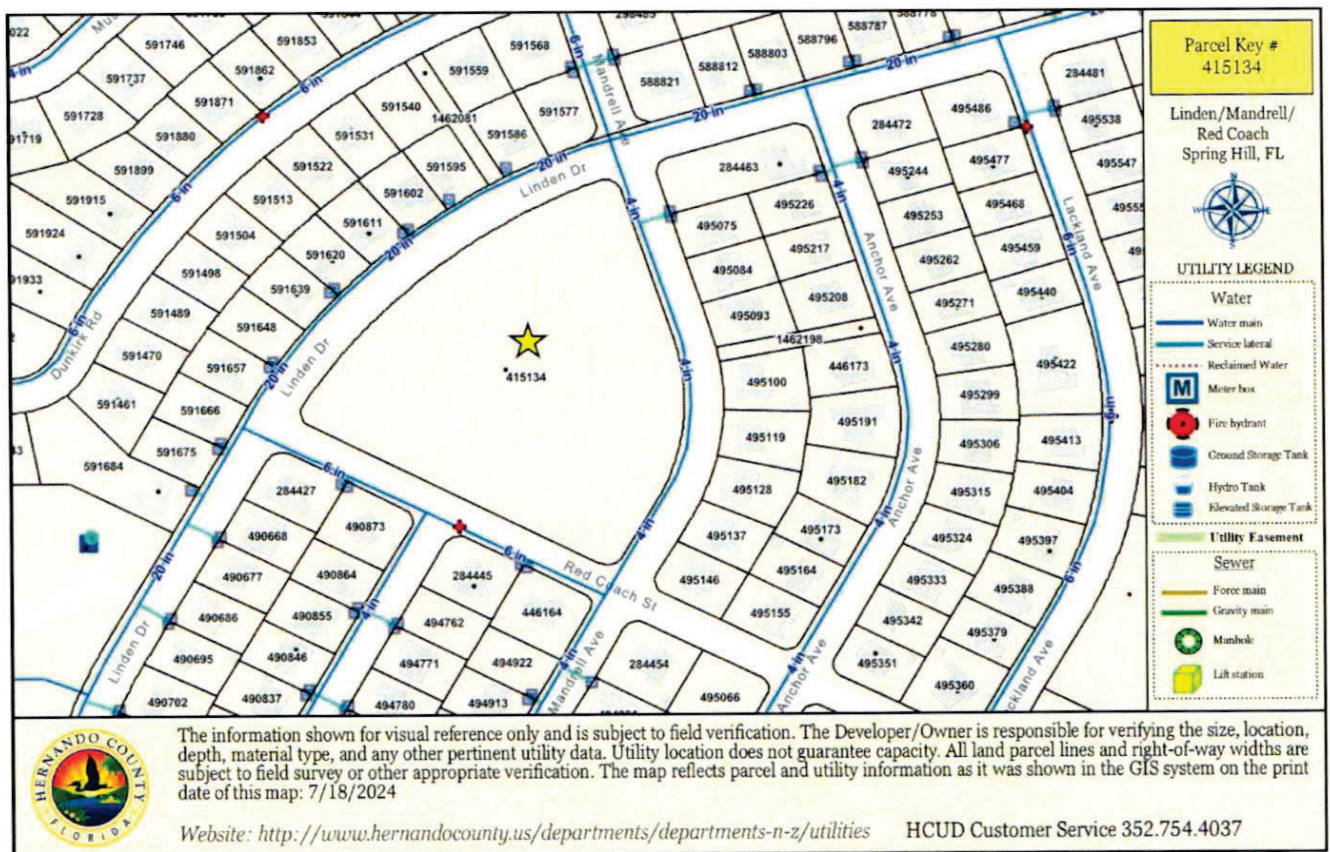 Parcel Key #
415134
Linden/Mandrell/
Red Coach
Spring Hill, FL
N
W
E
S
UTILITY LEGEND
Water
Water main
Service lateral
Reclaimed Water
M
Meter box
Fire hydrant
Ground Storage Tank
Hydro Tank
Elevated Storage Tank
Utility Easement
Sewer
Force main
Gravity main
Manhole
Lift station
591746
591853
591568
298485
588787
588778
588796
588803
591737
591862
591559
588812
588821
284481
20-in
6-in
Mandrell Ave
591728
591871
591540
1462081
591577
495486
495538
591719
591880
591531
591586
284472
495477
495547
591899
591522
591595
284463
495244
591915
591513
591602
Linden Dr
495226
495468
591924
591504
591611
495075
495253
591933
591498
591620
495217
495459
Lackland Ave
591489
591639
495084
495262
Anchor Ave
591648
495208
495440
495093
495271
Dunkirk Rd
591470
Linden Dr
1462198
495280
495422
591657
415134
446173
591461
495100
495299
591666
495191
495119
495306
495413
591675
591684
495182
495128
495315
495404
284427
490873
495173
495137
495324
495397
490668
284445
495164
495146
495333
495388
490677
490864
Red Coach St
446164
495155
495342
490686
490855
494762
495379
490695
490846
494771
494922
284454
495351
495066
495360
490702
490837
494780
494913
Linden Dr
Mandrell Ave
Anchor Ave
4-in
The information shown for visual reference only and is subject to field verification. The Developer/Owner is responsible for verifying the size, location,
depth, material type, and any other pertinent utility data. Utility location does not guarantee capacity. All land parcel lines and right-of-way widths are
subject to field survey or other appropriate verification. The map reflects parcel and utility information as it was shown in the GIS system on the print
date of this map: 7/18/2024
HERNANDO COUNTY
FLORIDA
Website: http://www.hernandocounty.us/departments/departments-n-z/utilities
HCUD Customer Service 352.754.4037